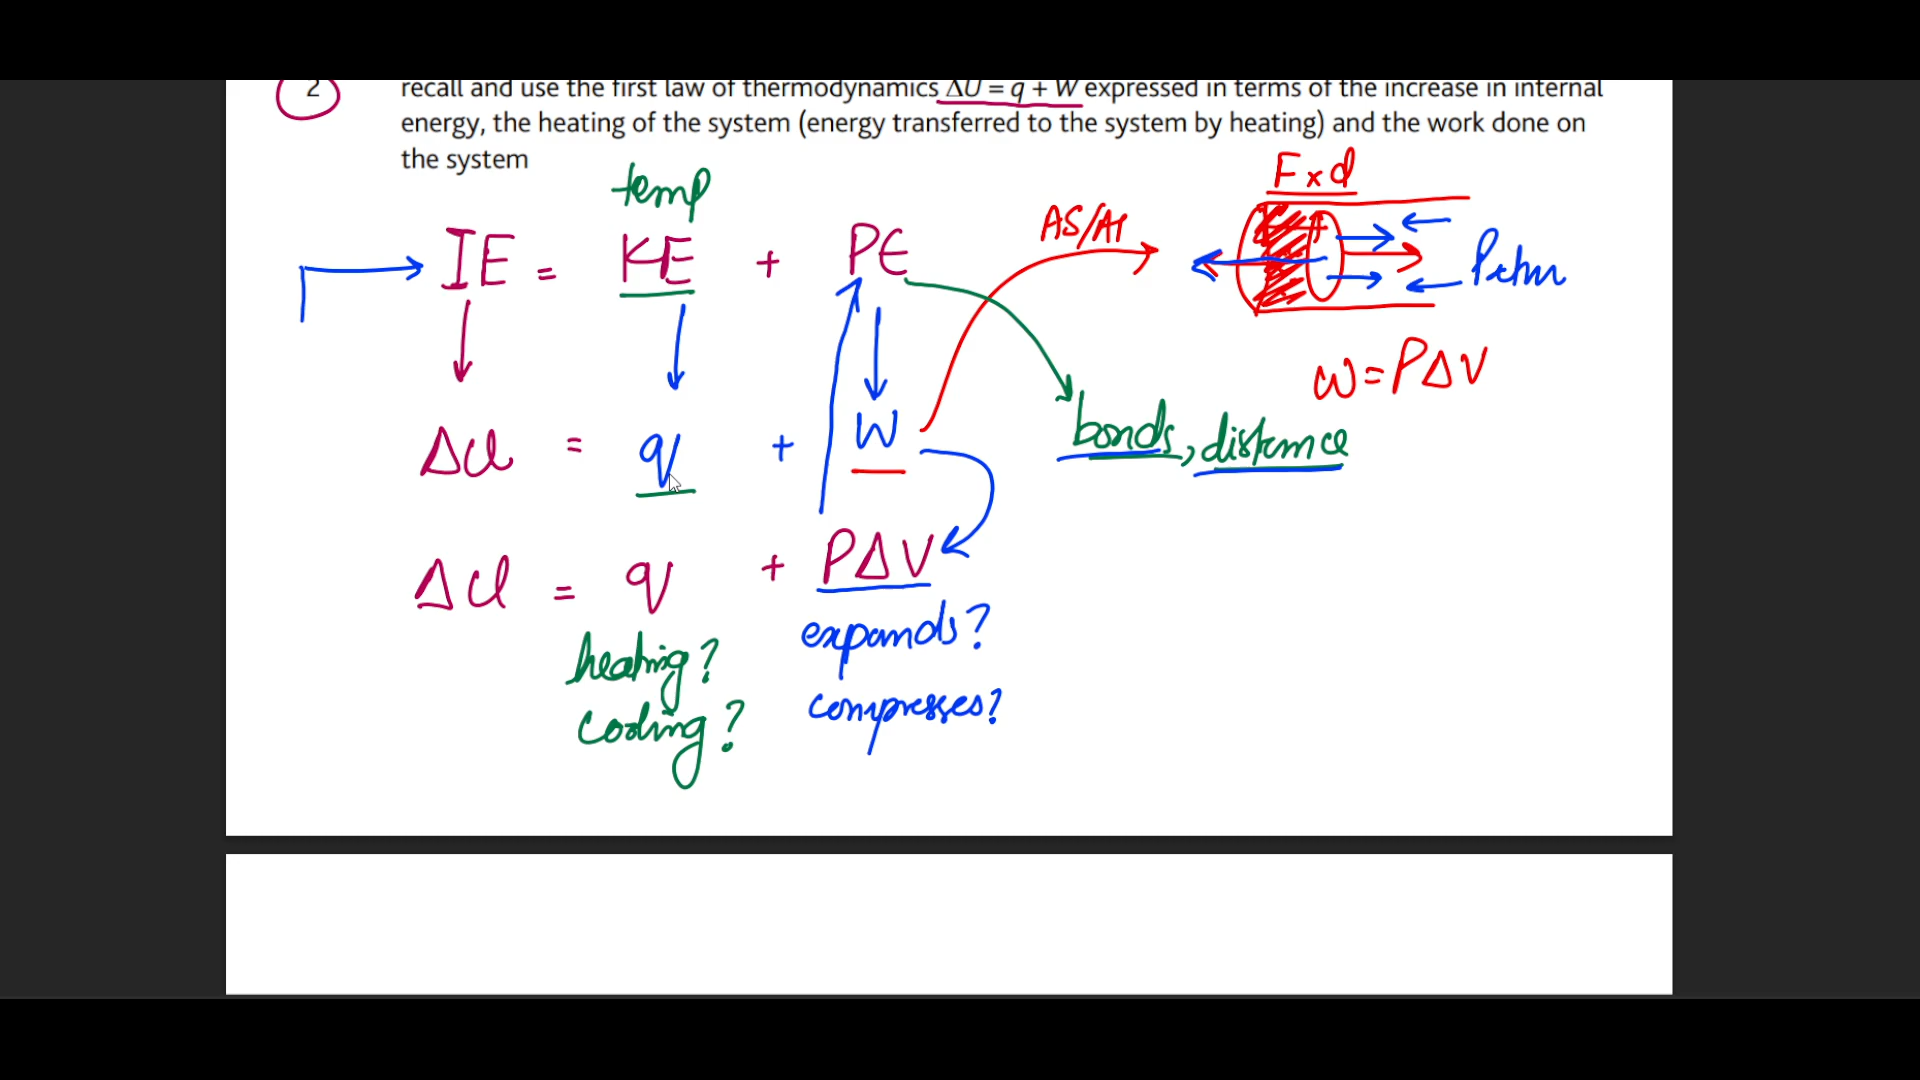 2 recall and use the first law of thermodynamics ΔU = q + W expressed in terms of the increase in internal
energy, the heating of the system (energy transferred to the system by heating) and the work done on
the system
temp
IE = KE + PE
AS/A1
F x d
Patm
W = PΔV
ΔU = q + W
bonds, distance
ΔU = q + PΔV
heating?
expands?
cooling?
compresses?